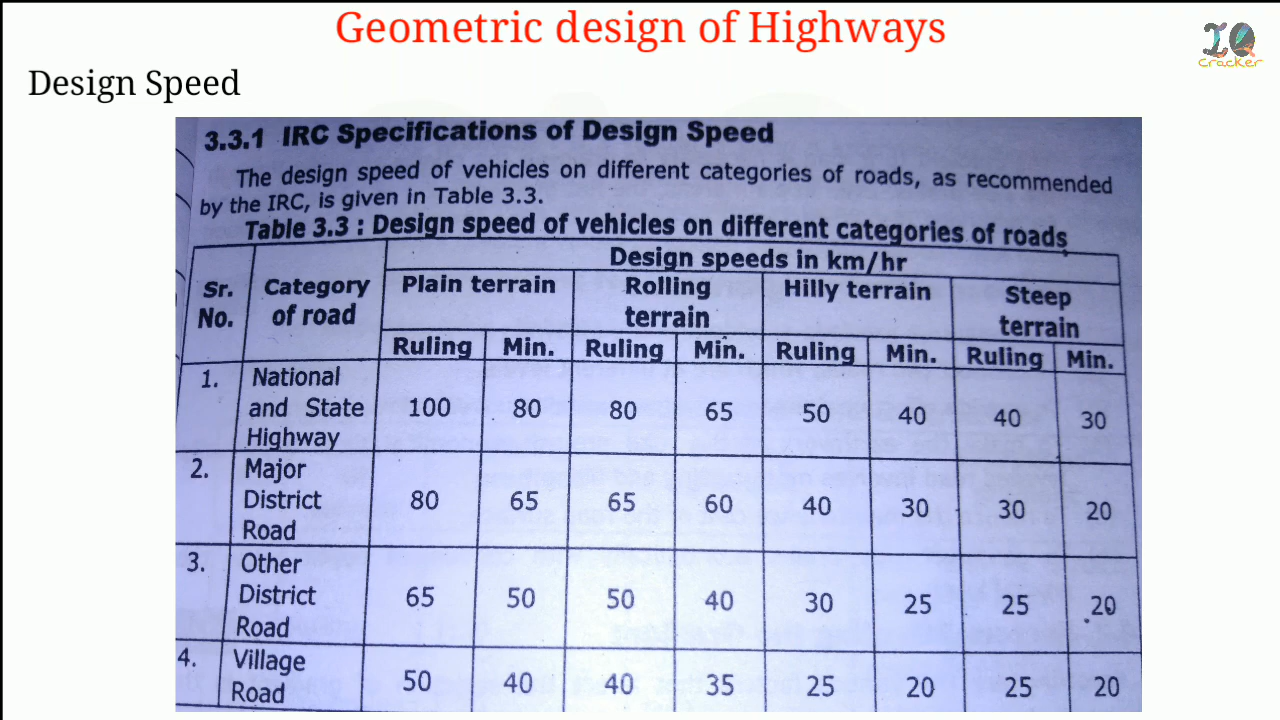 Geometric design of Highways
IQ
cracker
Design Speed
3.3.1 IRC Specifications of Design Speed
The design speed of vehicles on different categories of roads, as recommended
by the IRC, is given in Table 3.3.
Table 3.3 : Design speed of vehicles on different categories of roads
Sr. No. Category of road Design speeds in km/hr
Plain terrain Rolling terrain Hilly terrain Steep terrain
Ruling Min. Ruling Min. Ruling Min. Ruling Min.
1. National and State Highway 100 80 80 65 50 40 40 30
2. Major District Road 80 65 65 60 40 30 30 20
3. Other District Road 65 50 50 40 30 25 25 20
4. Village Road 50 40 40 35 25 20 25 20